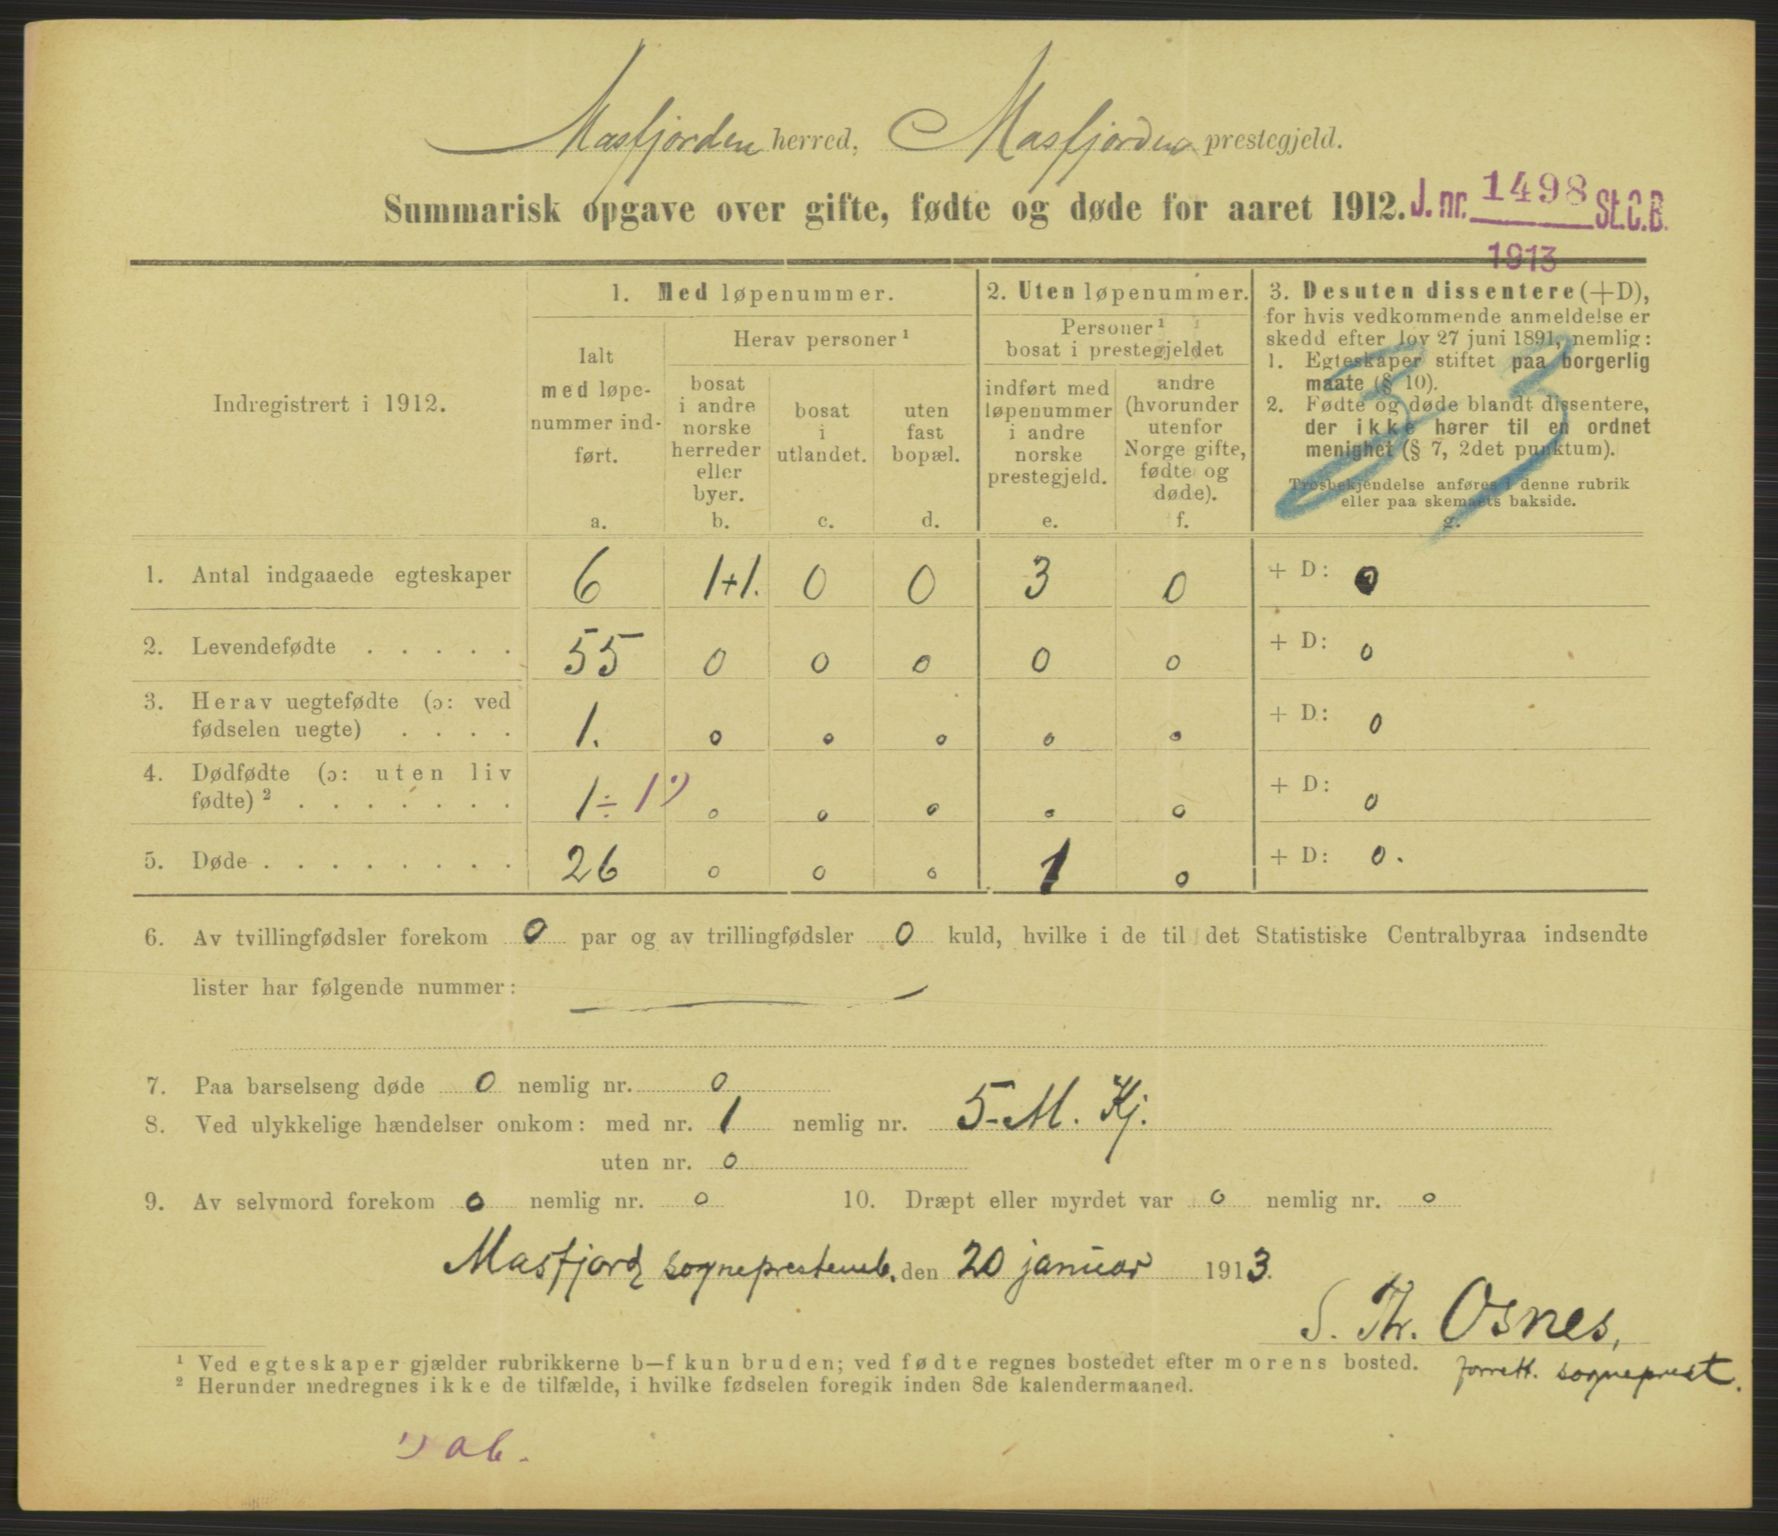 Masfjorden herred, Masfjorden prestegjeld.
Summarisk opgave over gifte, fødte og døde for aaret 1912.
J. nr. 1498 St.C.B.
1913
Indregistrert i 1912.
1. Med løpenummer.
Ialt
med løpe-
nummer ind-
ført.
a.
Herav personer ¹
bosat
i andre
norske
herreder
eller
byer.
b.
bosat
i
utlandet.
c.
uten
fast
bopæl.
d.
2. Uten løpenummer.
Personer ¹
bosat i prestegjeldet
indført med
løpenummer
i andre
norske
prestegjeld.
e.
andre
(hvorunder
utenfor
Norge gifte,
fødte og
døde).
f.
3. Desuten dissentere (+D),
for hvis vedkommende anmeldelse er
skedd efter lov 27 juni 1891, nemlig:
1. Egteskaper stiftet paa borgerlig
maate (§ 10).
2. Fødte og døde blandt dissentere,
der ikke hører til en ordnet
menighet (§ 7, 2det punktum).
Trosbekjendelse anføres i denne rubrik
eller paa skemaets bakside.
g.
1. Antal indgaaede egteskaper 6 1+1. 0 0 3 0 + D: 0
2. Levendefødte . . . . . 55 0 0 0 0 0 + D: 0
3. Herav uegtefødte (ɔ: ved
fødselen uegte) . . . . 1. 0 0 0 0 0 + D: 0
4. Dødfødte (ɔ: uten liv
fødte) ² . . . . . . . 1 ÷ 1 ¹) 0 0 0 0 0 + D: 0
5. Døde . . . . . . . . 26 0 0 0 1 0 + D: 0.
6. Av tvillingfødsler forekom 0 par og av trillingfødsler 0 kuld, hvilke i de til det Statistiske Centralbyraa indsendte
lister har følgende nummer:
7. Paa barselseng døde 0 nemlig nr. 0
8. Ved ulykkelige hændelser omkom: med nr. 1 nemlig nr. 5 - M. Kj.
uten nr. 0
9. Av selvmord forekom 0 nemlig nr. 0 10. Dræpt eller myrdet var 0 nemlig nr. 0
Masfjord sogneprestemb. den 20 januar 1913.
S. Thr. Osnes,
forrett. sogneprest.
¹ Ved egteskaper gjælder rubrikkerne b—f kun bruden; ved fødte regnes bostedet efter morens bosted.
² Herunder medregnes ikke de tilfælde, i hvilke fødselen foregik inden 8de kalendermaaned.
¹) ab.